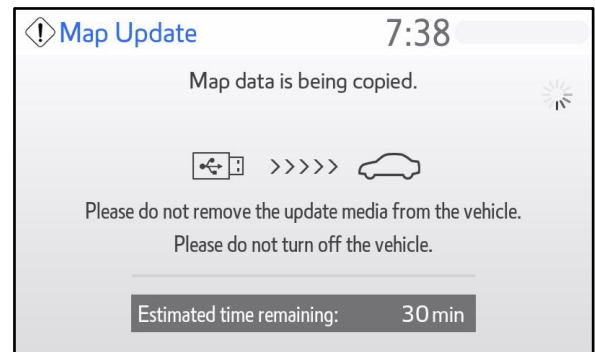 Map Update
7:38
Map data is being copied.
Please do not remove the update media from the vehicle.
Please do not turn off the vehicle.
Estimated time remaining: 30 min